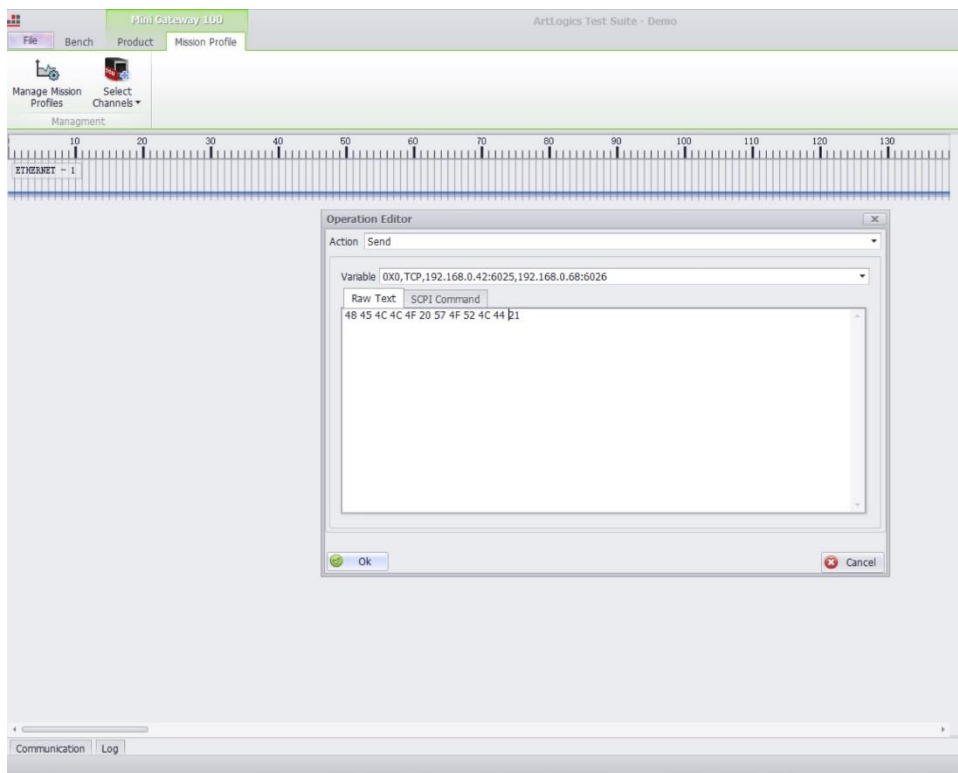 Mini Gateway 100
ArtLogics Test Suite - Demo
File Bench Product Mission Profile
Manage Mission Profiles
Select Channels
Managment
10 20 30 40 50 60 70 80 90 100 110 120 130
ETHERNET - 1
Operation Editor
Action Send
Variable 0X0,TCP,192.168.0.42:6025,192.168.0.68:6026
Raw Text SCPI Command
48 45 4C 4C 4F 20 57 4F 52 4C 44 21
Ok Cancel
Communication Log